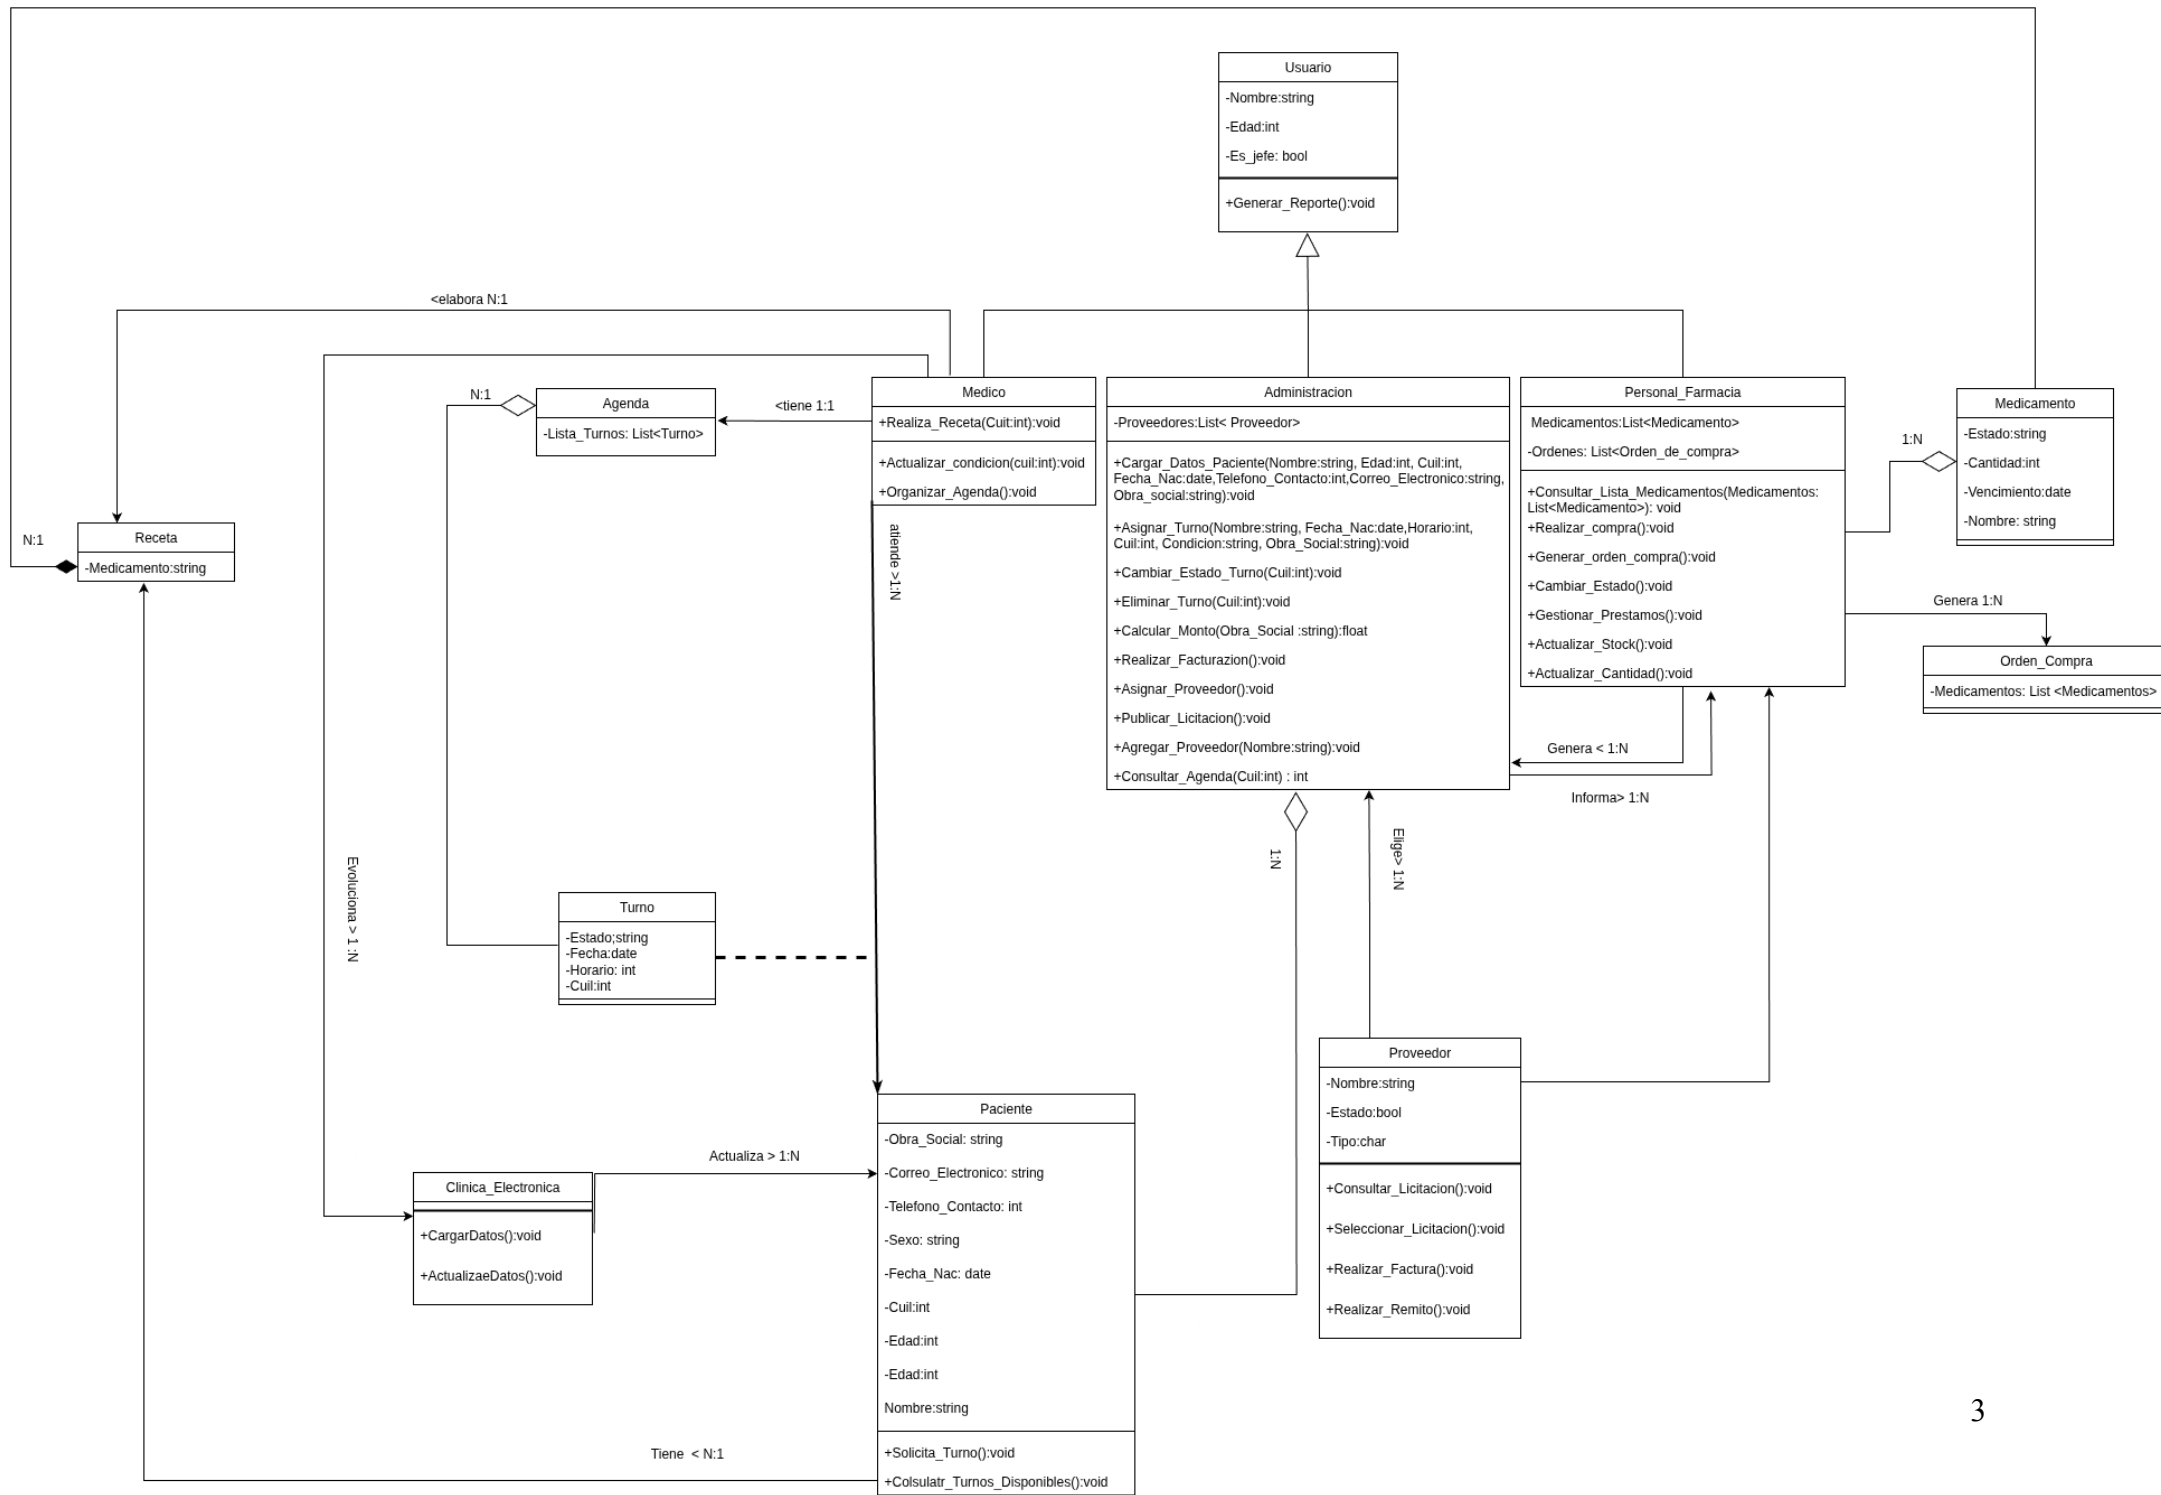 Usuario
-Nombre:string
-Edad:int
-Es_jefe: bool
+Generar_Reporte():void
<elabora N:1
N:1
Agenda
-Lista_Turnos: List<Turno>
<tiene 1:1
Medico
+Realiza_Receta(Cuit:int):void
+Actualizar_condicion(cuil:int):void
+Organizar_Agenda():void
Administracion
-Proveedores:List< Proveedor>
+Cargar_Datos_Paciente(Nombre:string, Edad:int, Cuil:int,
Fecha_Nac:date,Telefono_Contacto:int,Correo_Electronico:string,
Obra_social:string):void
+Asignar_Turno(Nombre:string, Fecha_Nac:date,Horario:int,
Cuil:int, Condicion:string, Obra_Social:string):void
+Cambiar_Estado_Turno(Cuil:int):void
+Eliminar_Turno(Cuil:int):void
+Calcular_Monto(Obra_Social :string):float
+Realizar_Facturazion():void
+Asignar_Proveedor():void
+Publicar_Licitacion():void
+Agregar_Proveedor(Nombre:string):void
+Consultar_Agenda(Cuil:int) : int
Personal_Farmacia
Medicamentos:List<Medicamento>
-Ordenes: List<Orden_de_compra>
+Consultar_Lista_Medicamentos(Medicamentos:
List<Medicamento>): void
+Realizar_compra():void
+Generar_orden_compra():void
+Cambiar_Estado():void
+Gestionar_Prestamos():void
+Actualizar_Stock():void
+Actualizar_Cantidad():void
1:N
Medicamento
-Estado:string
-Cantidad:int
-Vencimiento:date
-Nombre: string
N:1
Receta
-Medicamento:string
atiende >1:N
Genera 1:N
Orden_Compra
-Medicamentos: List <Medicamentos>
Genera < 1:N
Informa> 1:N
1:N
Elige> 1:N
Evoluciona > 1 :N
Turno
-Estado;string
-Fecha:date
-Horario: int
-Cuil:int
Proveedor
-Nombre:string
-Estado:bool
-Tipo:char
+Consultar_Licitacion():void
+Seleccionar_Licitacion():void
+Realizar_Factura():void
+Realizar_Remito():void
Actualiza > 1:N
Clinica_Electronica
+CargarDatos():void
+ActualizaeDatos():void
Paciente
-Obra_Social: string
-Correo_Electronico: string
-Telefono_Contacto: int
-Sexo: string
-Fecha_Nac: date
-Cuil:int
-Edad:int
-Edad:int
Nombre:string
+Solicita_Turno():void
+Colsulatr_Turnos_Disponibles():void
Tiene  < N:1
3